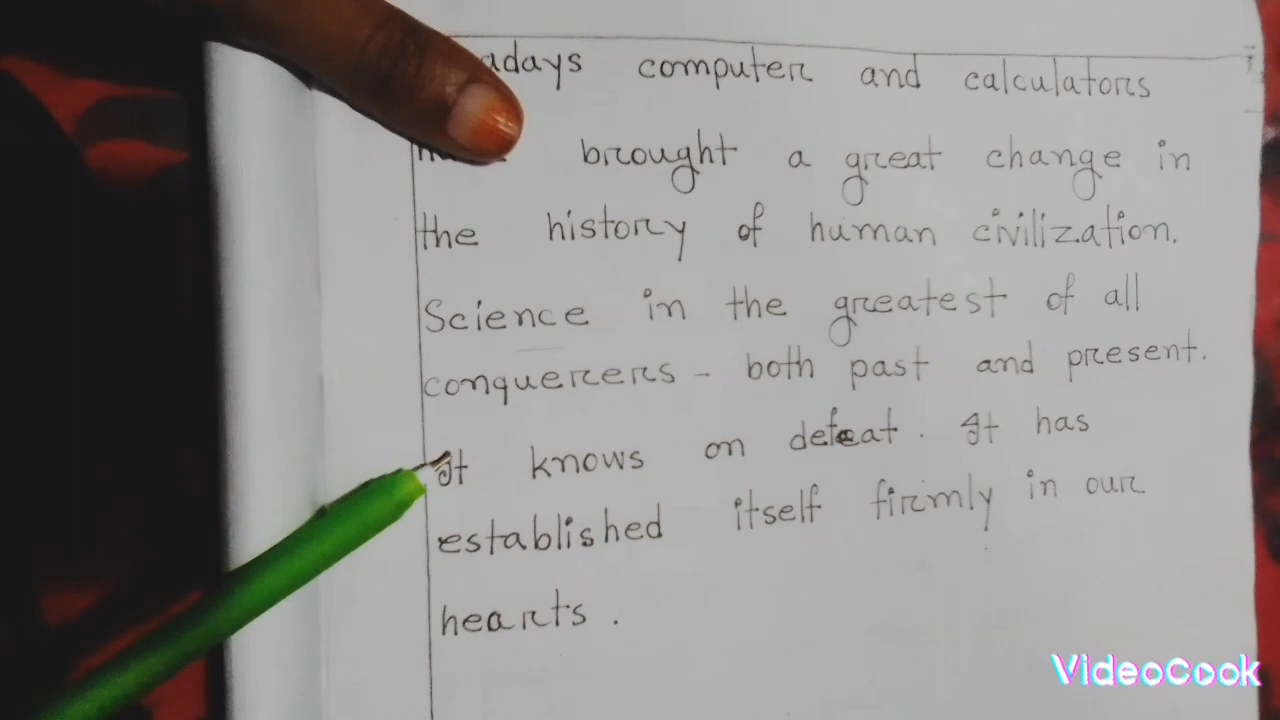 adays computer and calculators
brought a great change in
the history of human civilization.
Science in the greatest of all
conquerers - both past and present.
It knows on defeat. It has
established itself firmly in our
hearts.
VideoCook